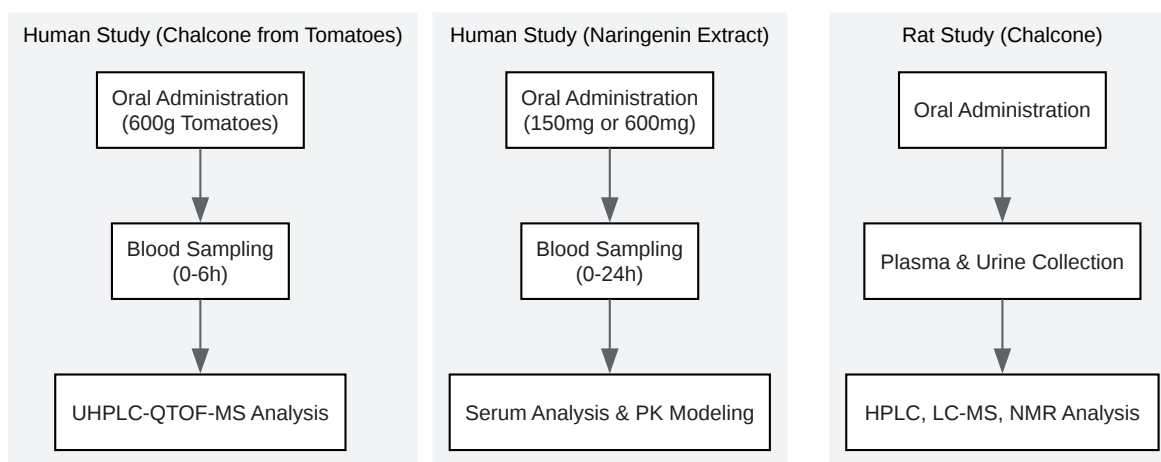 Human Study (Chalcone from Tomatoes)
Oral Administration
(600g Tomatoes)
Blood Sampling
(0-6h)
UHPLC-QTOF-MS Analysis
Human Study (Naringenin Extract)
Oral Administration
(150mg or 600mg)
Blood Sampling
(0-24h)
Serum Analysis & PK Modeling
Rat Study (Chalcone)
Oral Administration
Plasma & Urine Collection
HPLC, LC-MS, NMR Analysis